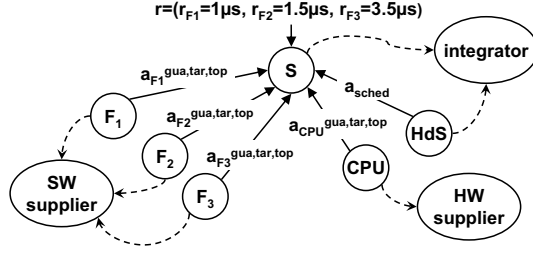 r=(r_F1=1µs, r_F2=1.5µs, r_F3=3.5µs)
S
integrator
a_F1^gua,tar,top
a_sched
F1
a_F2^gua,tar,top
a_CPU^gua,tar,top
HdS
F2
a_F3^gua,tar,top
CPU
SW
supplier
F3
HW
supplier